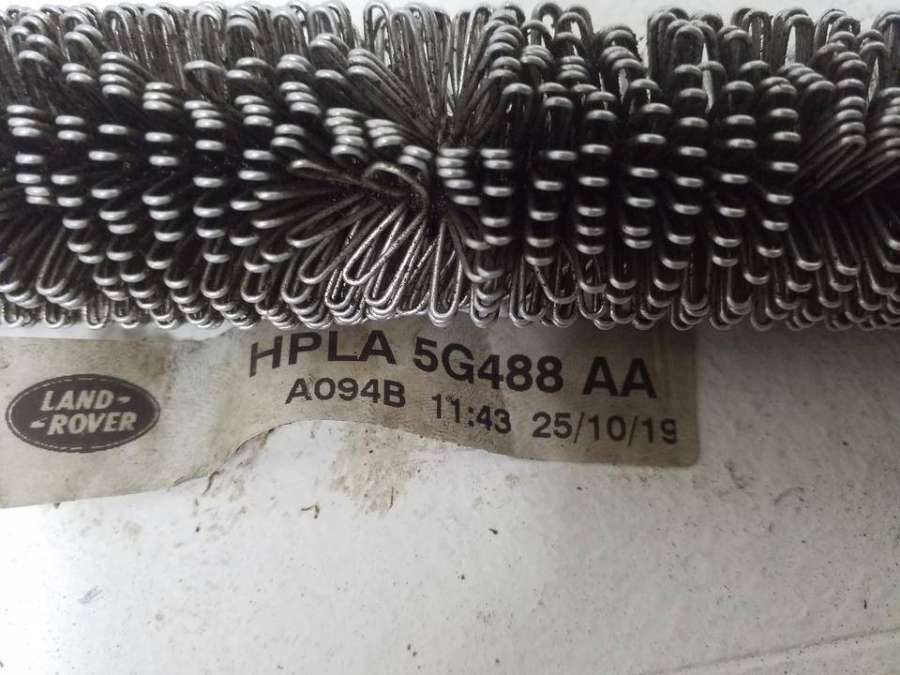 HPLA 5G488 AA
LAND-
-ROVER
A094B 11:43 25/10/19